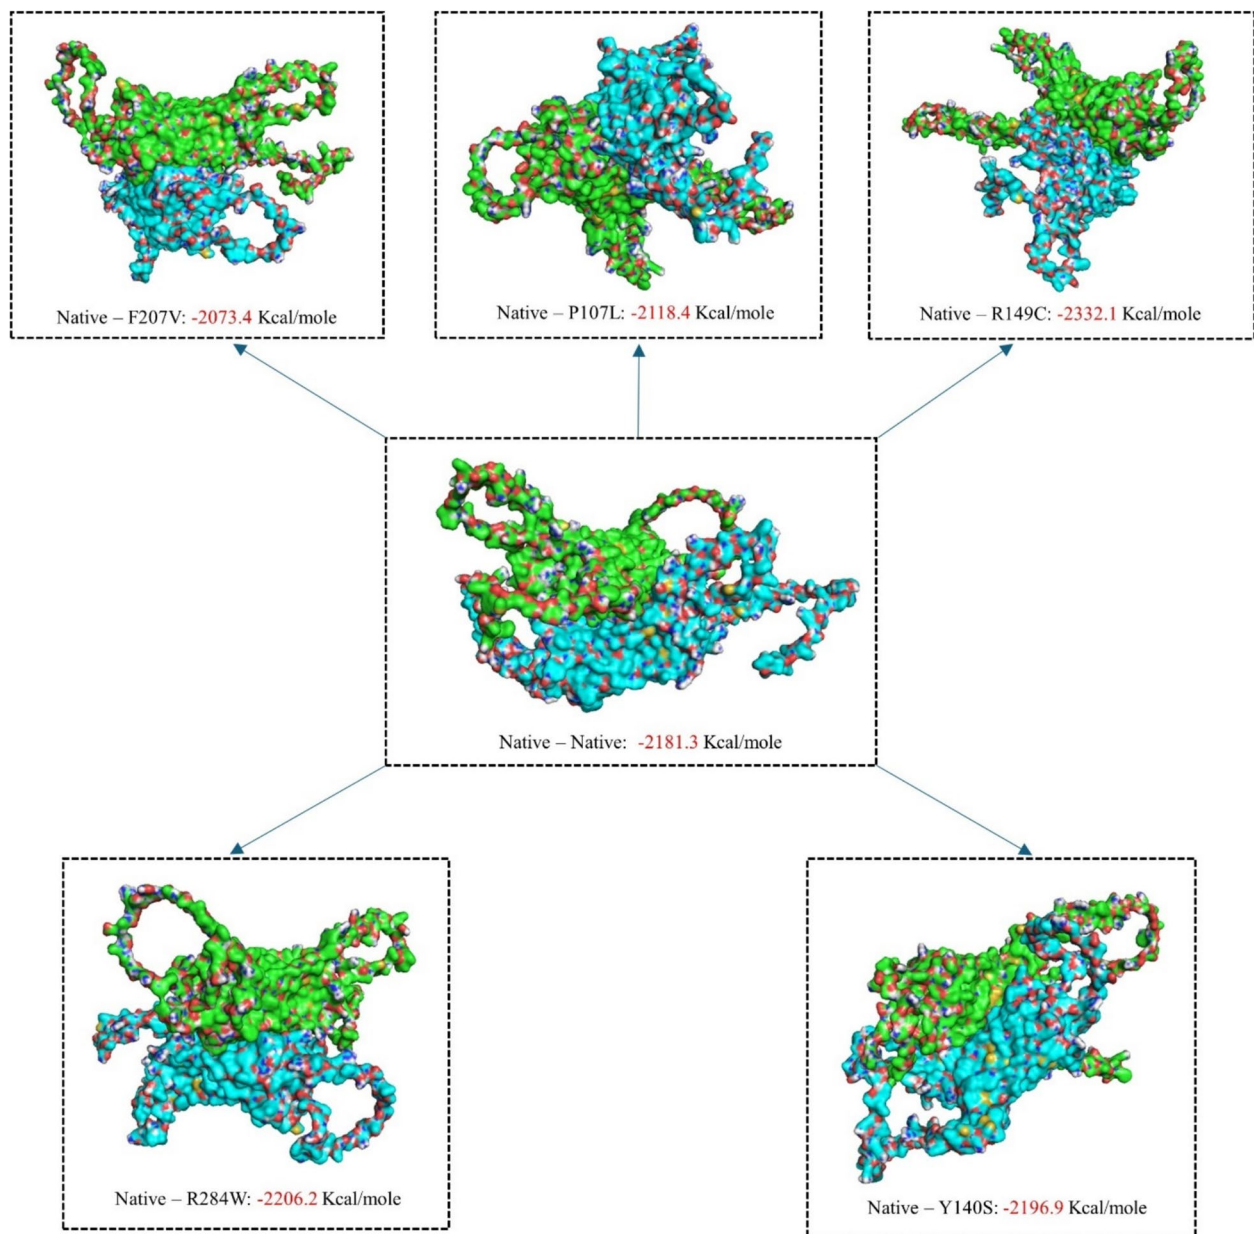 Native – F207V: -2073.4 Kcal/mole
Native – P107L: -2118.4 Kcal/mole
Native – R149C: -2332.1 Kcal/mole
Native – Native: -2181.3 Kcal/mole
Native – R284W: -2206.2 Kcal/mole
Native – Y140S: -2196.9 Kcal/mole